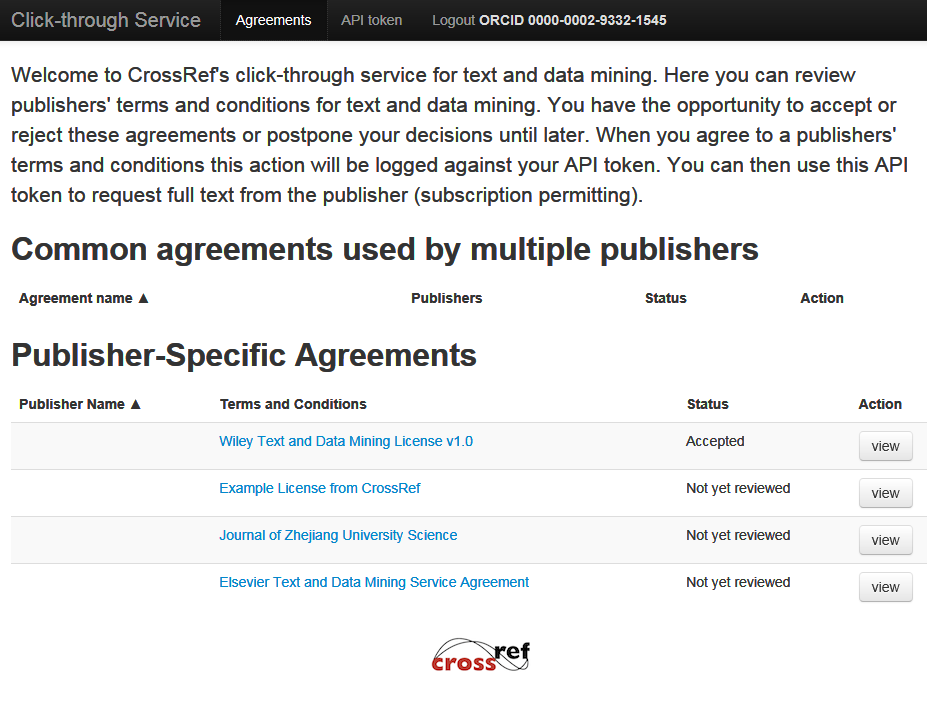 Click-through Service Agreements API token Logout ORCID 0000-0002-9332-1545
Welcome to CrossRef's click-through service for text and data mining. Here you can review
publishers' terms and conditions for text and data mining. You have the opportunity to accept or
reject these agreements or postpone your decisions until later. When you agree to a publishers'
terms and conditions this action will be logged against your API token. You can then use this API
token to request full text from the publisher (subscription permitting).
Common agreements used by multiple publishers
Agreement name ▲ Publishers Status Action
Publisher-Specific Agreements
Publisher Name ▲ Terms and Conditions Status Action
Wiley Text and Data Mining License v1.0 Accepted view
Example License from CrossRef Not yet reviewed view
Journal of Zhejiang University Science Not yet reviewed view
Elsevier Text and Data Mining Service Agreement Not yet reviewed view
crossref